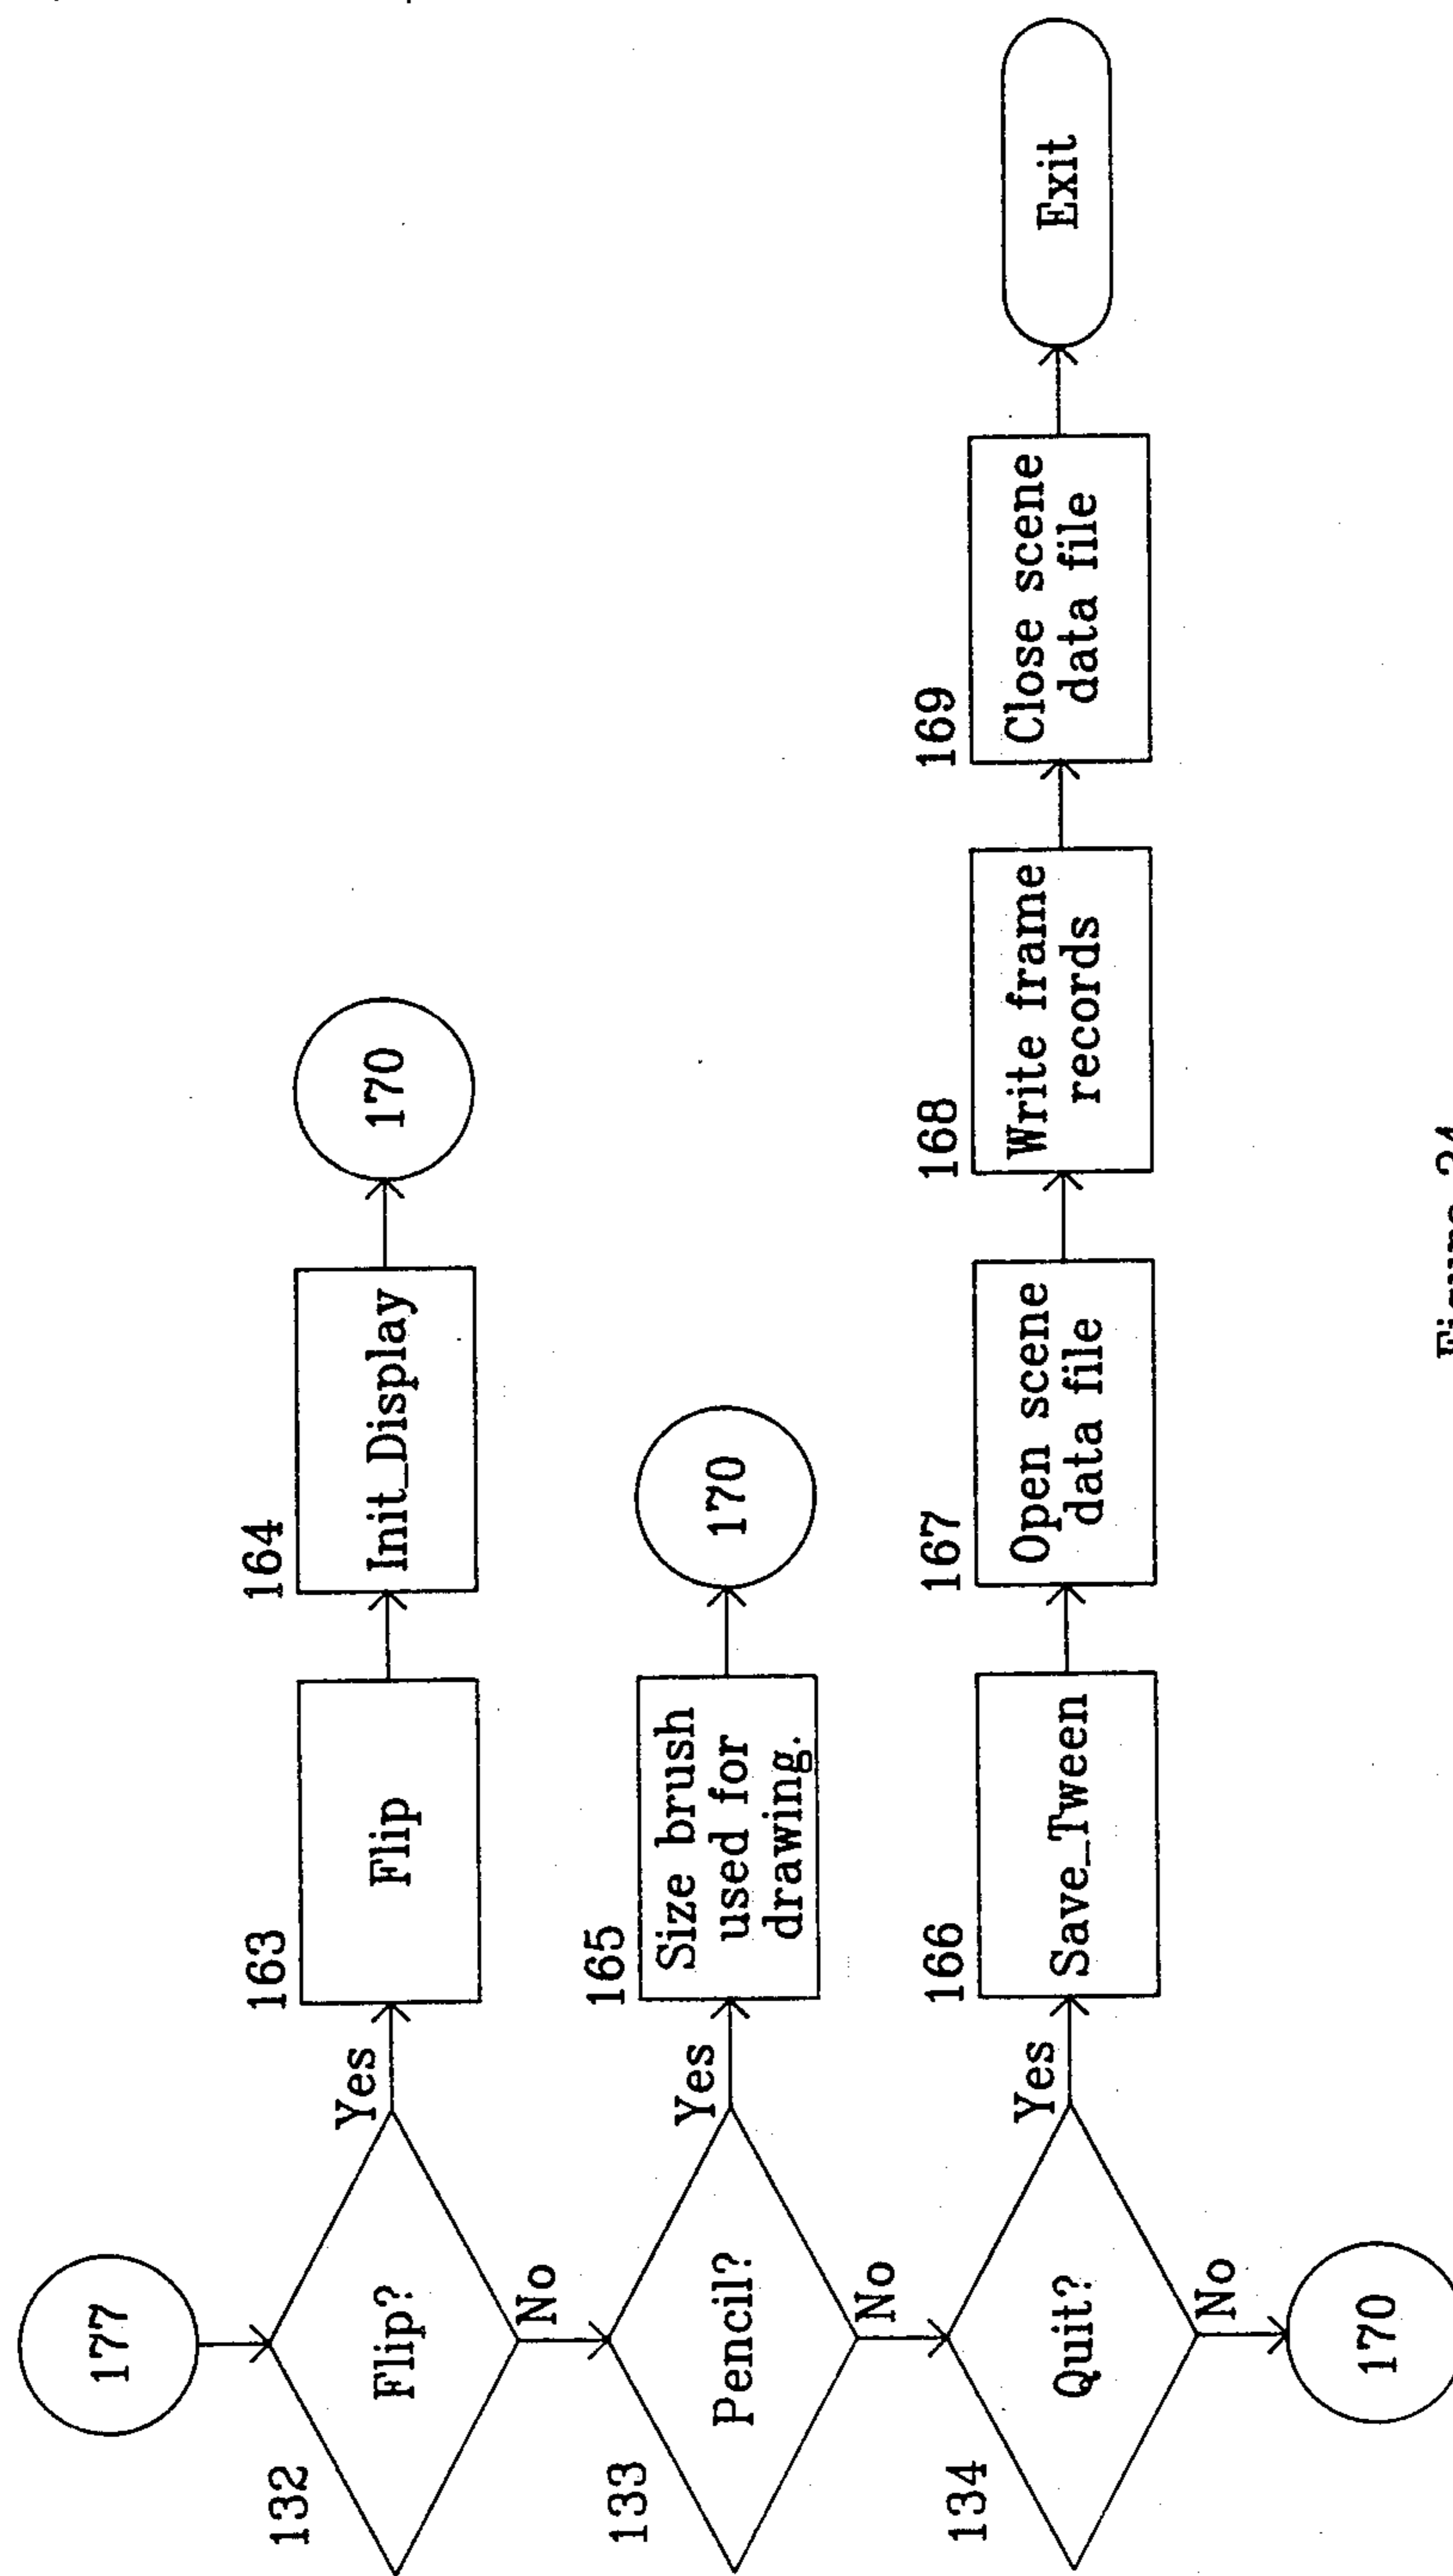 177
132
Flip?
Yes
163
Flip
164
Init_Display
170
No
133
Pencil?
Yes
165
Size brush
used for
drawing.
170
No
134
Quit?
Yes
166
Save_Tween
167
Open scene
data file
168
Write frame
records
169
Close scene
data file
Exit
No
170